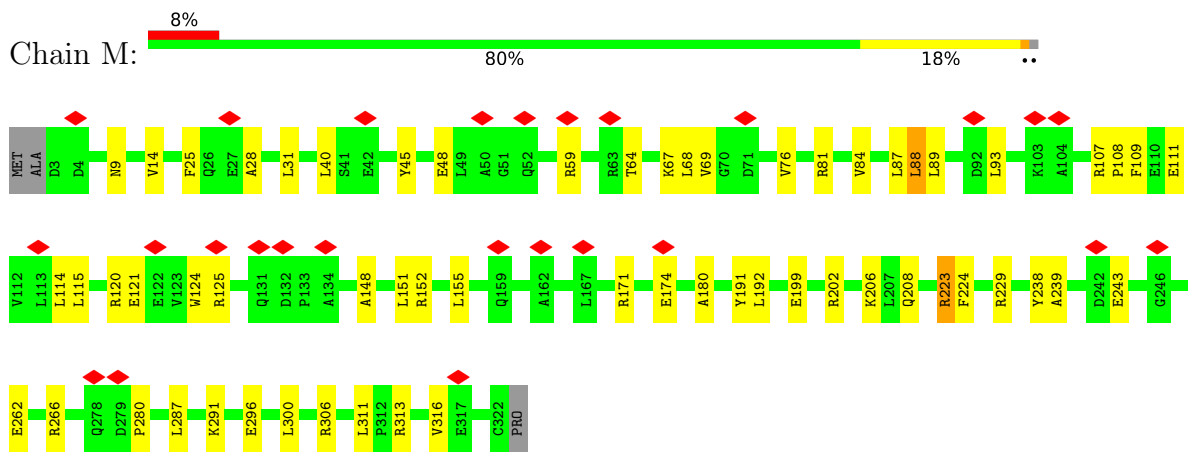 8%
Chain M:
80% 18% ••
MET ALA D3 D4 N9 V14 F25 Q26 E27 A28 L31 L40 S41 E42 Y45 E48 L49 A50 G51 Q52 R59 R63 T64 K67 L68 V69 G70 D71 V76 R81 V84 L87 L88 L89 D92 L93 K103 A104 R107 P108 F109 E110 E111
V112 L113 L114 L115 R120 E121 E122 V123 W124 R125 Q131 D132 P133 A134 A148 L151 R152 L155 Q159 A162 L167 R171 E174 A180 Y191 L192 E199 R202 K206 L207 Q208 R223 F224 R229 Y238 A239 D242 E243 G246
E262 R266 Q278 D279 P280 L287 K291 E296 L300 R306 L311 P312 R313 V316 E317 C322 PRO